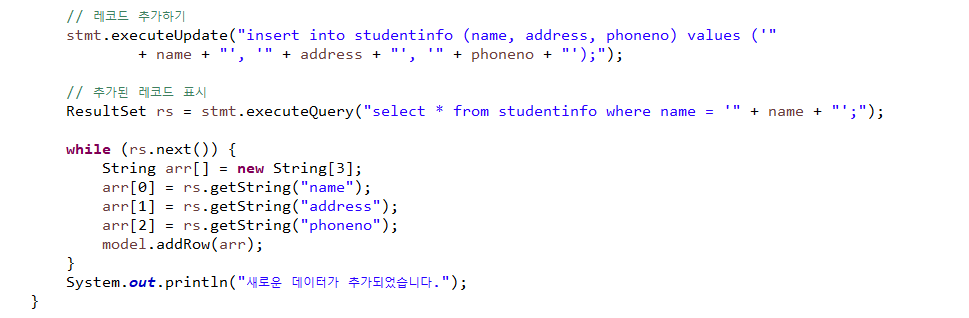 // 레코드 추가하기
stmt.executeUpdate("insert into studentinfo (name, address, phoneno) values ('"
+ name + "', '" + address + "', '" + phoneno + "');");
// 추가된 레코드 표시
ResultSet rs = stmt.executeQuery("select * from studentinfo where name = '" + name + "';");
while (rs.next()) {
String arr[] = new String[3];
arr[0] = rs.getString("name");
arr[1] = rs.getString("address");
arr[2] = rs.getString("phoneno");
model.addRow(arr);
}
System.out.println("새로운 데이터가 추가되었습니다.");
}